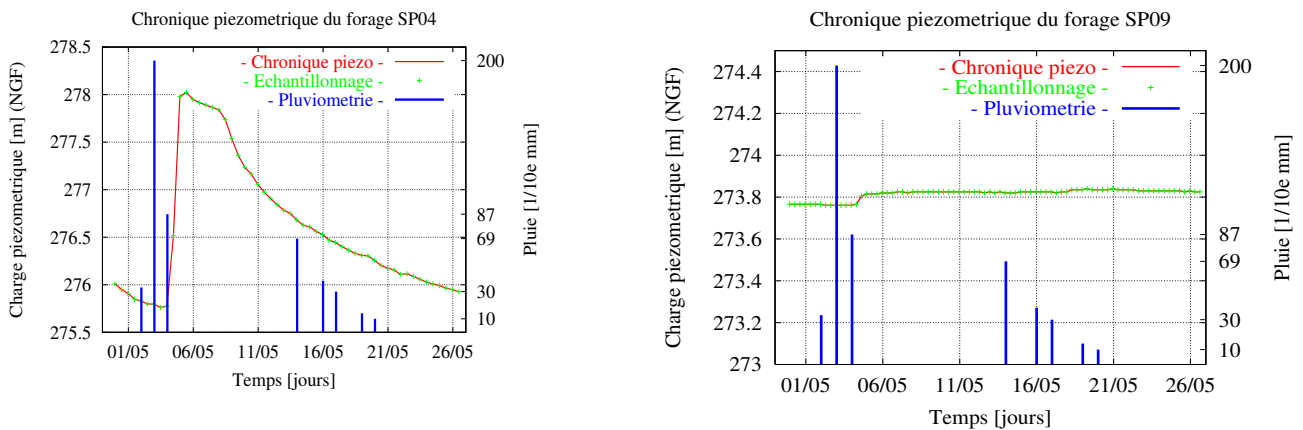 Chronique piezometrique du forage SP04
278.5
278
277.5
277
276.5
276
275.5
Charge piezometrique [m] (NGF)
- Chronique piezo -
- Echantillonnage -
- Pluviometrie -
200
87
69
30
10
Pluie [1/10e mm]
01/05 06/05 11/05 16/05 21/05 26/05
Temps [jours]
Chronique piezometrique du forage SP09
274.4
274.2
274
273.8
273.6
273.4
273.2
273
Charge piezometrique [m] (NGF)
- Chronique piezo -
- Echantillonnage -
- Pluviometrie -
200
87
69
30
10
Pluie [1/10e mm]
01/05 06/05 11/05 16/05 21/05 26/05
Temps [jours]